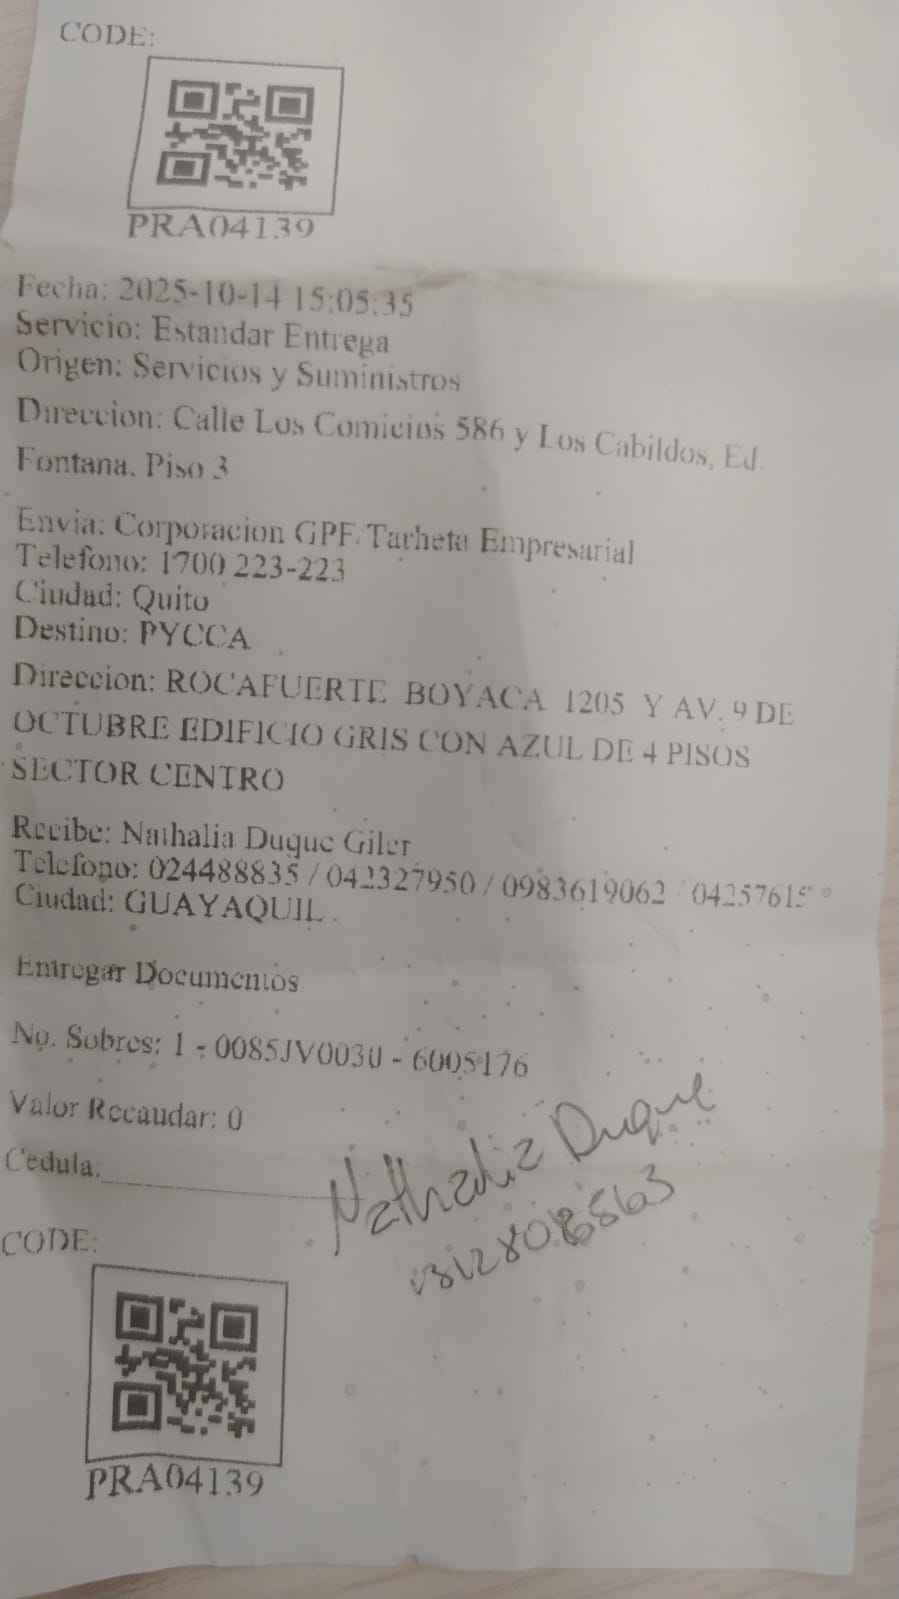 CODE:
PRA04139
Fecha: 2025-10-14 15:05:35
Servicio: Estandar Entrega
Origen: Servicios y Suministros
Direccion: Calle Los Comicios 586 y Los Cabildos, Ed.
Fontana. Piso 3
Envia: Corporacion GPF. Tarheta Empresarial
Telefono: 1700 223-223
Ciudad: Quito
Destino: PYCCA
Direccion: ROCAFUERTE BOYACA 1205 Y AV. 9 DE
OCTUBRE EDIFICIO GRIS CON AZUL DE 4 PISOS
SECTOR CENTRO
Recibe: Nathalia Duque Giler
Telefono: 024488835 / 042327950 / 0983619062 / 04257615
Ciudad: GUAYAQUIL
Entregar Documentos
No. Sobres: 1 - 0085JV0030 - 6005176
Valor Recaudar: 0
Cedula:
Nathalia Duque
CODE:
PRA04139